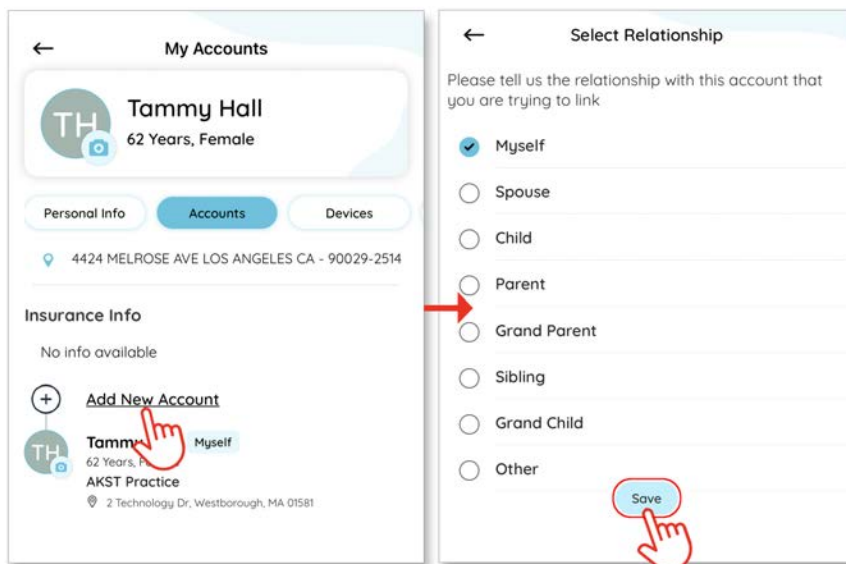 My Accounts
TH
Tammy Hall
62 Years, Female
Personal Info
Accounts
Devices
4424 MELROSE AVE LOS ANGELES CA - 90029-2514
Insurance Info
No info available
Add New Account
TH
Myself
62 Years,
AKST Practice
2 Technology Dr, Westborough, MA 01581
Select Relationship
Please tell us the relationship with this account that
you are trying to link
Myself
Spouse
Child
Parent
Grand Parent
Sibling
Grand Child
Other
Save